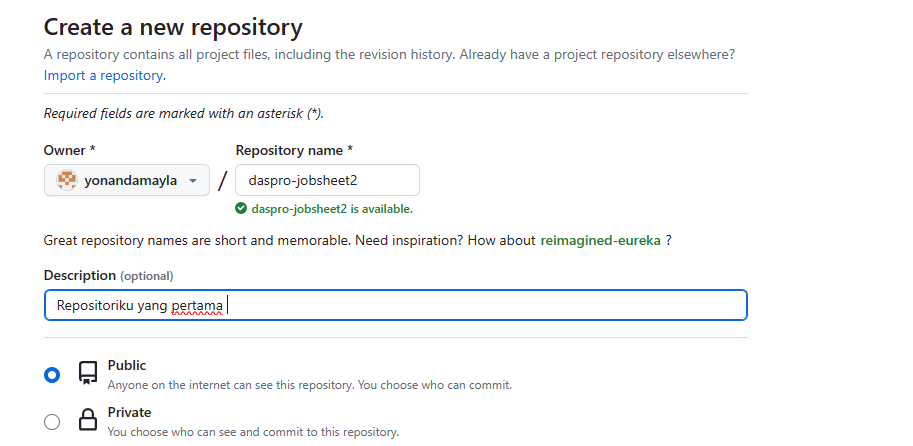 Create a new repository
A repository contains all project files, including the revision history. Already have a project repository elsewhere?
Import a repository.
Required fields are marked with an asterisk (*).
Owner * Repository name *
yonandamayla / daspro-jobsheet2
daspro-jobsheet2 is available.
Great repository names are short and memorable. Need inspiration? How about reimagined-eureka ?
Description (optional)
Repositoriku yang pertama
Public
Anyone on the internet can see this repository. You choose who can commit.
Private
You choose who can see and commit to this repository.